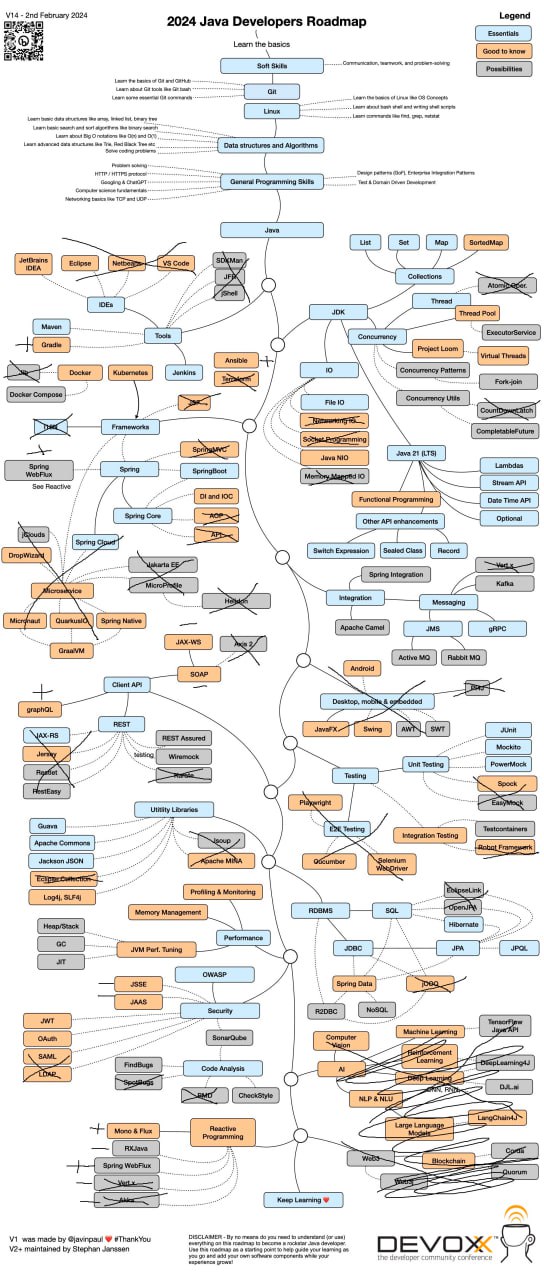 V14 - 2nd February 2024
2024 Java Developers Roadmap
Legend
Essentials
Good to know
Possibilities
Learn the basics
Soft Skills
Communication, teamwork, and problem-solving
Learn the basics of Git and GitHub
Learn about Git tools like Git bash
Learn some essential Git commands
Git
Linux
Learn the basics of Linux like OS Concepts
Learn about bash shell and writing shell scripts
Learn commands like find, grep, netstat
Learn basic data structures like array, linked list, binary tree
Learn basic search and sort algorithms like binary search
Learn about Big O notations like O(n) and O(1)
Learn advanced data structures like Trie, Red Black Tree etc
Solve coding problems
Data structures and Algorithms
Problem solving
HTTP / HTTPS protocol
Googling & ChatGPT
Computer science fundamentals
Networking basics like TCP and UDP
General Programming Skills
Design patterns (GoF), Enterprise Integration Patterns
Test & Domain Driven Development
Java
JetBrains
IDEA
Eclipse
Netbeans
VS Code
SDKMan
JFR
jShell
IDEs
Maven
Gradle
Tools
Jenkins
Ansible
Terraform
Jib
Docker
Kubernetes
Docker Compose
List
Set
Map
SortedMap
Collections
Atomic Oper.
Thread
Thread Pool
JDK
Concurrency
ExecutorService
Project Loom
Virtual Threads
Concurrency Patterns
Fork-join
Concurrency Utils
CountDownLatch
CompletableFuture
IO
File IO
Networking IO
Socket Programming
Java NIO
Memory Mapped IO
Java 21 (LTS)
Lambdas
Stream API
Date Time API
Optional
Functional Programming
Other API enhancements
Switch Expression
Sealed Class
Record
JSF
Frameworks
Spring
WebFlux
See Reactive
Spring
SpringMVC
SpringBoot
DI and IOC
AOP
API
Spring Core
Spring Cloud
jClouds
DropWizard
Microservice
Jakarta EE
MicroProfile
Helidon
Micronaut
QuarkusIO
Spring Native
GraalVM
Spring Integration
Integration
Apache Camel
Vert.x
Kafka
Messaging
JMS
gRPC
Active MQ
Rabbit MQ
JAX-WS
Axis 2
SOAP
Client API
graphQL
REST
JAX-RS
Jersey
Restlet
RestEasy
testing
REST Assured
Wiremock
Karate
Android
Desktop, mobile & embedded
JavaFX
Swing
AWT
SWT
Testing
Unit Testing
JUnit
Mockito
PowerMock
Spock
EasyMock
Playwright
E2E Testing
Cucumber
Selenium
WebDriver
Integration Testing
Testcontainers
Robot Framework
Utitlity Libraries
Guava
Apache Commons
Jackson JSON
Eclipse Collection
Log4j, SLF4j
Jsoup
Apache MINA
Profiling & Monitoring
Memory Management
Performance
Heap/Stack
GC
JIT
JVM Perf. Tuning
RDBMS
SQL
EclipseLink
OpenJPA
Hibernate
JDBC
JPA
JPQL
Spring Data
jOOQ
R2DBC
NoSQL
OWASP
JSSE
JAAS
Security
JWT
OAuth
SAML
LDAP
SonarQube
FindBugs
SpotBugs
Code Analysis
PMD
CheckStyle
Computer
Vision
Machine Learning
TensorFlow
Java API
AI
Reinforcement
Learning
Deep Learning
CNN, RNN,
DeepLearning4J
DJL.ai
NLP & NLU
LangChain4J
Large Language
Models
Web3
Blockchain
Corda
Quorum
Web3j
Mono & Flux
RXJava
Spring WebFlux
Vert.x
Akka
Reactive
Programming
Keep Learning ❤️
V1 was made by @javinpaul ❤️ #ThankYou
V2+ maintained by Stephan Janssen
DISCLAIMER - By no means do you need to understand (or use)
everything on this roadmap to become a rockstar Java developer.
Use this roadmap as a starting point to help guide your learning as
you go and add your own software components while your
experience grows!
DEVOXX™
the developer community conference